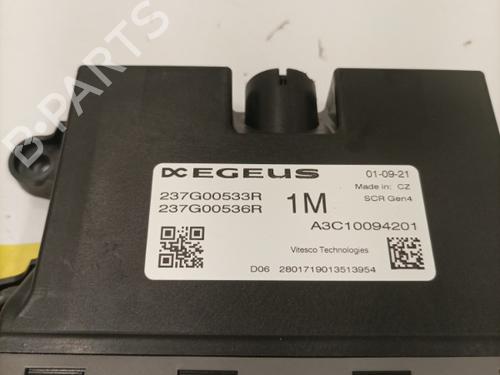 B-PARTS
EGEUS
01-09-21
237G00533R
237G00536R
1M
Made in: CZ
SCR Gen4
A3C10094201
Vitesco Technologies
D06 2801719013513954